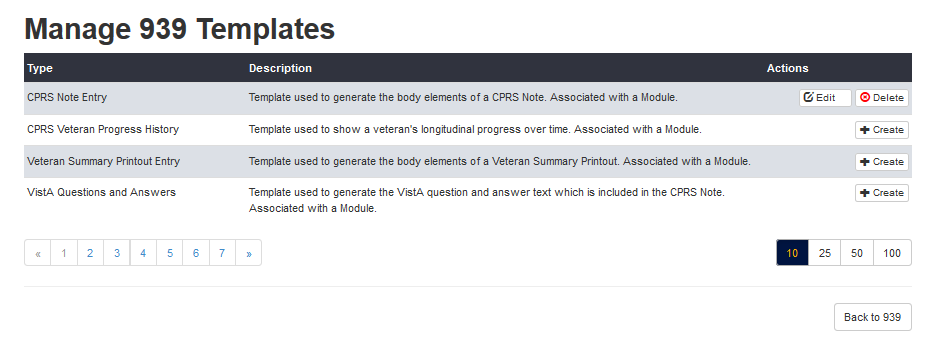 Manage 939 Templates
Type Description Actions
CPRS Note Entry Template used to generate the body elements of a CPRS Note. Associated with a Module. Edit Delete
CPRS Veteran Progress History Template used to show a veteran's longitudinal progress over time. Associated with a Module. Create
Veteran Summary Printout Entry Template used to generate the body elements of a Veteran Summary Printout. Associated with a Module. Create
VistA Questions and Answers Template used to generate the VistA question and answer text which is included in the CPRS Note. Create
Associated with a Module.
« 1 2 3 4 5 6 7 » 10 25 50 100
Back to 939